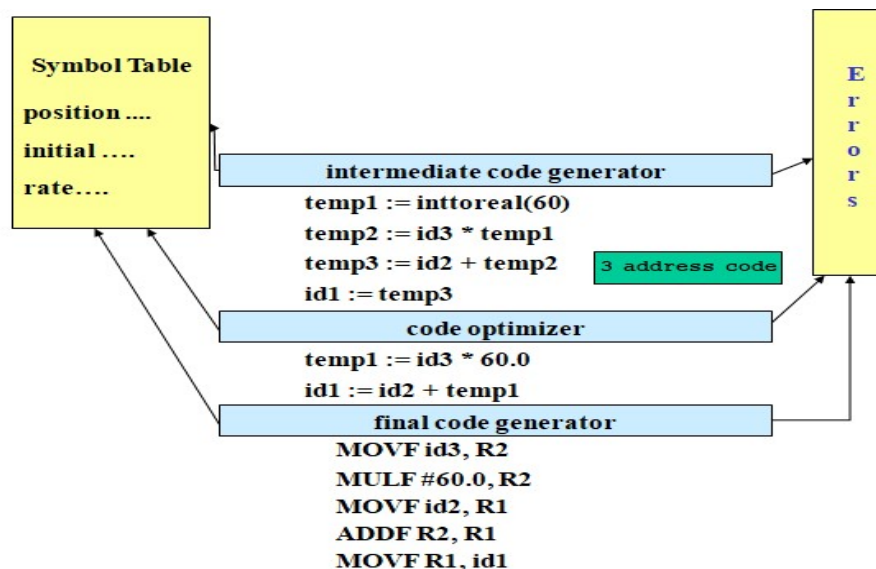 Symbol Table
position ....
initial ....
rate....
Errors
intermediate code generator
temp1 := inttoreal(60)
temp2 := id3 * temp1
temp3 := id2 + temp2
3 address code
id1 := temp3
code optimizer
temp1 := id3 * 60.0
id1 := id2 + temp1
final code generator
MOVF id3, R2
MULF #60.0, R2
MOVF id2, R1
ADDF R2, R1
MOVF R1, id1